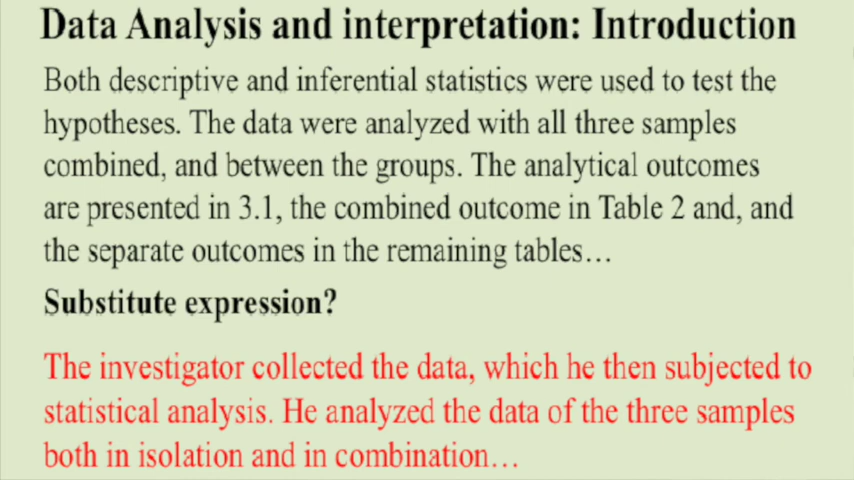 Data Analysis and interpretation: Introduction
Both descriptive and inferential statistics were used to test the
hypotheses. The data were analyzed with all three samples
combined, and between the groups. The analytical outcomes
are presented in 3.1, the combined outcome in Table 2 and, and
the separate outcomes in the remaining tables…
Substitute expression?
The investigator collected the data, which he then subjected to
statistical analysis. He analyzed the data of the three samples
both in isolation and in combination…